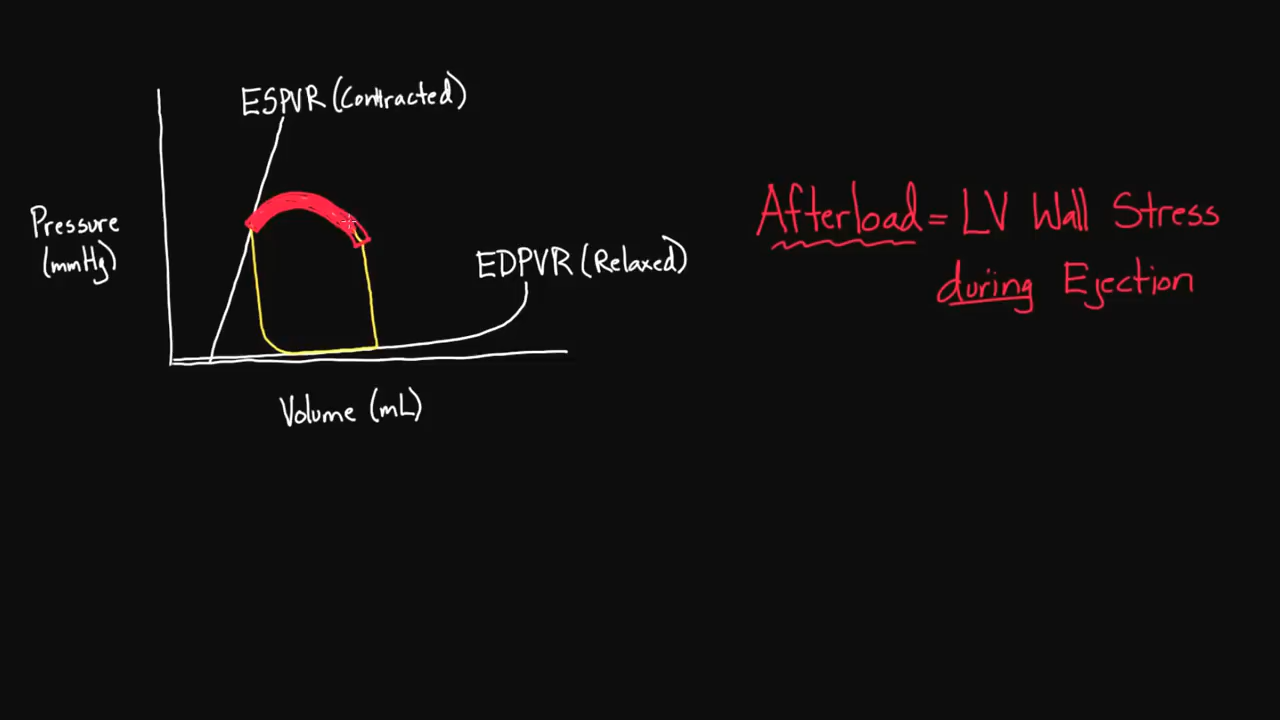 ESPVR (Contracted)
Pressure
(mmHg)
EDPVR (Relaxed)
Volume (mL)
Afterload = LV Wall Stress
during Ejection